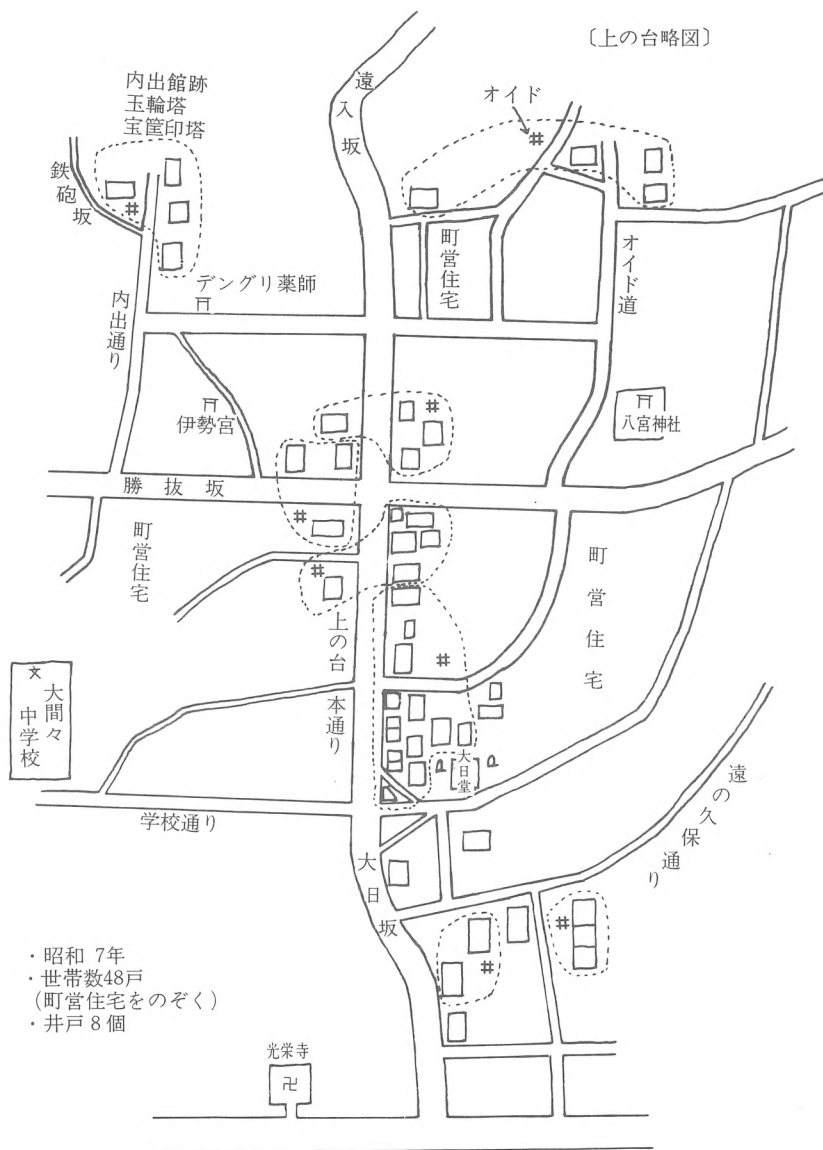 〔上の台略図〕
内出館跡
玉輪塔
宝筐印塔
遠入坂
オイド
鉄砲坂
町営住宅
オイド道
デングリ薬師
内出通り
伊勢宮
八宮神社
勝抜坂
町営住宅
町営住宅
上の台
本通り
文
大間々
中学校
大日堂
学校通り
遠の久保通り
大日坂
・昭和 7年
・世帯数48戸
(町営住宅をのぞく)
・井戸8個
光栄寺
卍